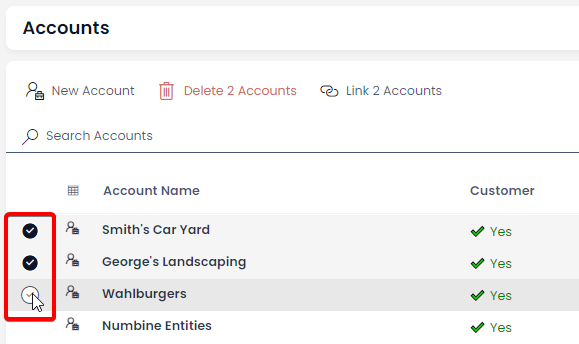 Accounts
New Account Delete 2 Accounts Link 2 Accounts
Search Accounts
Account Name Customer
Smith's Car Yard Yes
George's Landscaping Yes
Wahlburgers Yes
Numbine Entities Yes